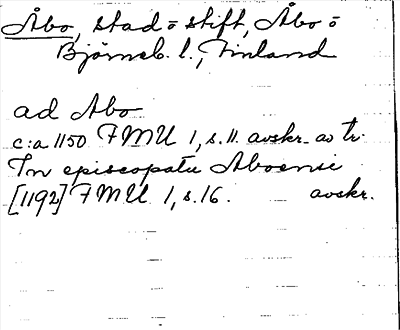 Åbo, stad o stift, Åbo o
Björneb. l., Finland
ad Abo
c:a 1150 FMU 1, s. 11. avskr. av tr.
In episcopatu Aboensi
[1192] FMU 1, s. 16. avskr.